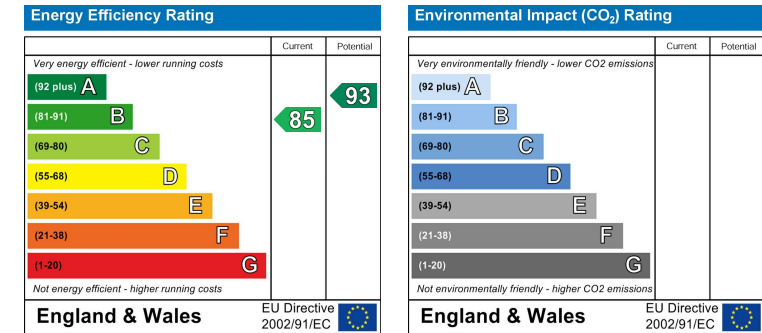 Energy Efficiency Rating
Current Potential
Very energy efficient - lower running costs
(92 plus) A
(81-91) B
(69-80) C
(55-68) D
(39-54) E
(21-38) F
(1-20) G
85
93
Not energy efficient - higher running costs
England & Wales
EU Directive
2002/91/EC
Environmental Impact (CO₂) Rating
Current Potential
Very environmentally friendly - lower CO2 emissions
(92 plus) A
(81-91) B
(69-80) C
(55-68) D
(39-54) E
(21-38) F
(1-20) G
Not environmentally friendly - higher CO2 emissions
England & Wales
EU Directive
2002/91/EC